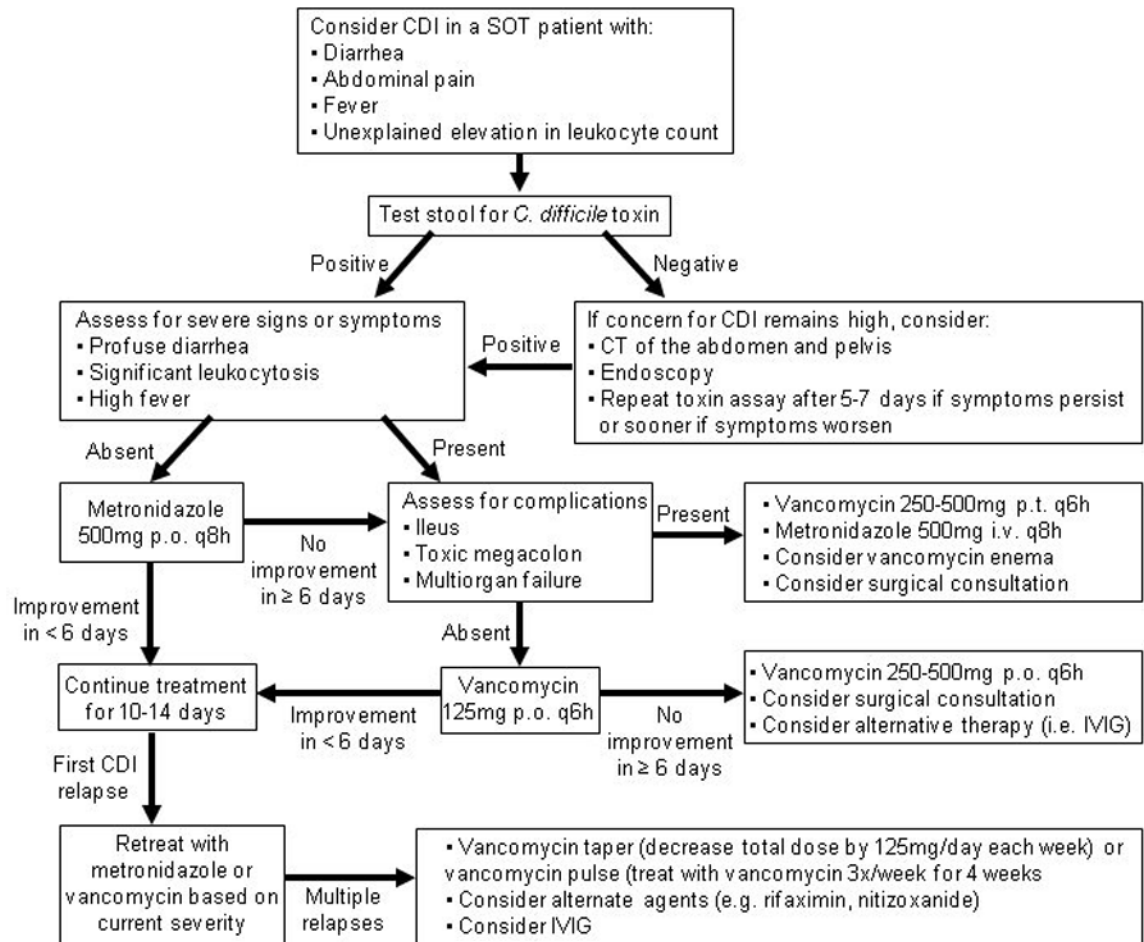 Consider CDI in a SOT patient with:
▪ Diarrhea
▪ Abdominal pain
▪ Fever
▪ Unexplained elevation in leukocyte count
Test stool for C. difficile toxin
Positive
Negative
Assess for severe signs or symptoms
▪ Profuse diarrhea
▪ Significant leukocytosis
▪ High fever
Positive
If concern for CDI remains high, consider:
▪ CT of the abdomen and pelvis
▪ Endoscopy
▪ Repeat toxin assay after 5-7 days if symptoms persist
or sooner if symptoms worsen
Absent
Present
Metronidazole
500mg p.o. q8h
No
improvement
in ≥ 6 days
Assess for complications
▪ Ileus
▪ Toxic megacolon
▪ Multiorgan failure
Present
▪ Vancomycin 250-500mg p.t. q6h
▪ Metronidazole 500mg i.v. q8h
▪ Consider vancomycin enema
▪ Consider surgical consultation
Improvement
in < 6 days
Absent
Continue treatment
for 10-14 days
Improvement
in < 6 days
Vancomycin
125mg p.o. q6h
No
improvement
in ≥ 6 days
▪ Vancomycin 250-500mg p.o. q6h
▪ Consider surgical consultation
▪ Consider alternative therapy (i.e. IVIG)
First CDI
relapse
Retreat with
metronidazole or
vancomycin based on
current severity
Multiple
relapses
▪ Vancomycin taper (decrease total dose by 125mg/day each week) or
vancomycin pulse (treat with vancomycin 3x/week for 4 weeks
▪ Consider alternate agents (e.g. rifaximin, nitizoxanide)
▪ Consider IVIG